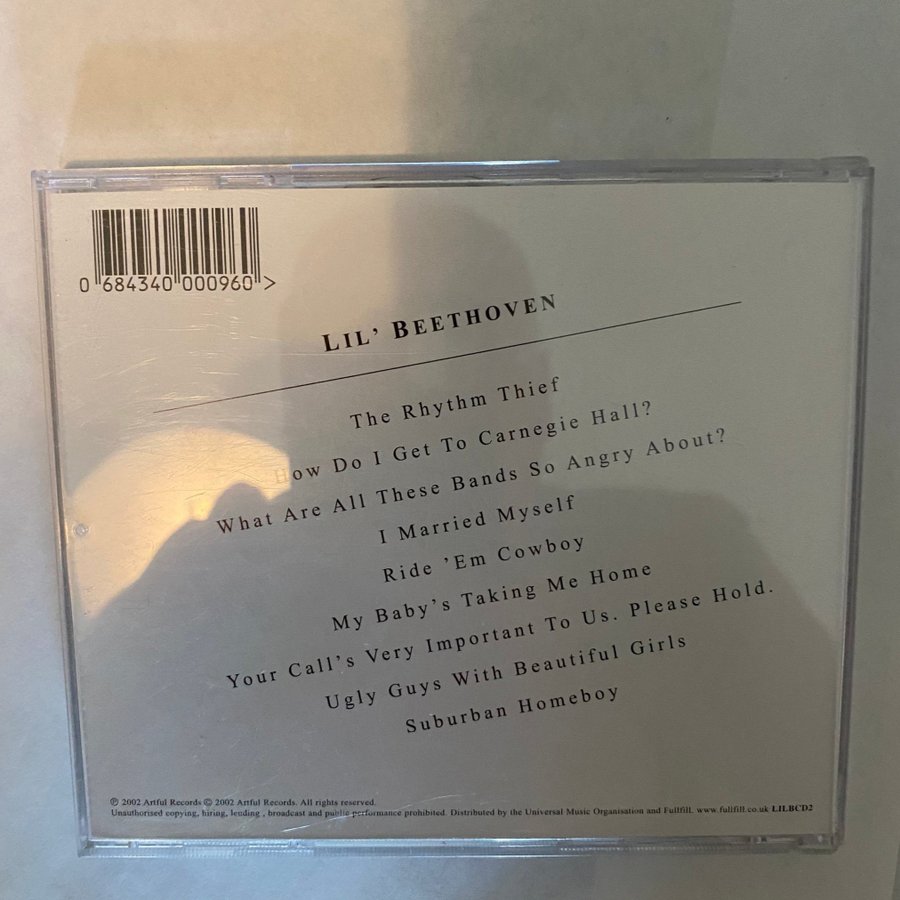 0 684340 000960 >
LIL' BEETHOVEN
The Rhythm Thief
How Do I Get To Carnegie Hall?
What Are All These Bands So Angry About?
I Married Myself
Ride 'Em Cowboy
My Baby's Taking Me Home
Your Call's Very Important To Us. Please Hold.
Ugly Guys With Beautiful Girls
Suburban Homeboy
℗ 2002 Artful Records © 2002 Artful Records. All rights reserved.
Unauthorised copying, hiring, lending , broadcast and public performance prohibited. Distributed by the Universal Music Organisation and Fullfill. www.fullfill.co.uk LILBCD2